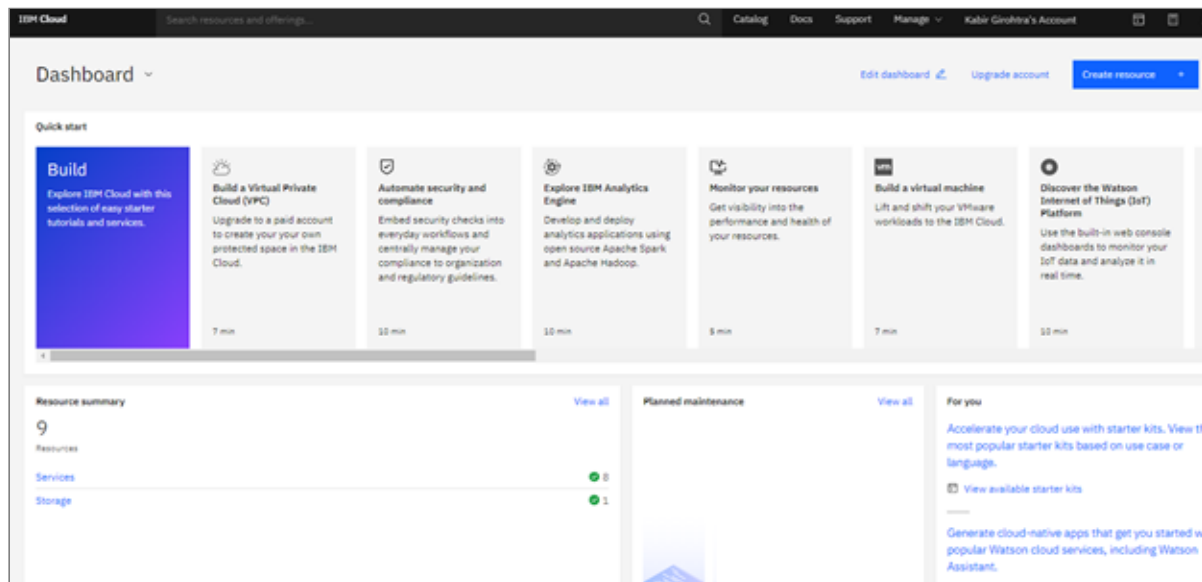 IBM Cloud
Search resources and offerings...
Catalog
Docs
Support
Manage
Kabir Girohtra's Account
Dashboard
Edit dashboard
Upgrade account
Create resource +
Quick start
Build
Explore IBM Cloud with this
selection of easy starter
tutorials and services.
Build a Virtual Private
Cloud (VPC)
Upgrade to a paid account
to create your your own
protected space in the IBM
Cloud.
7 min
Automate security and
compliance
Embed security checks into
everyday workflows and
centrally manage your
compliance to organization
and regulatory guidelines.
10 min
Explore IBM Analytics
Engine
Develop and deploy
analytics applications using
open source Apache Spark
and Apache Hadoop.
10 min
Monitor your resources
Get visibility into the
performance and health of
your resources.
5 min
vm
Build a virtual machine
Lift and shift your VMware
workloads to the IBM Cloud.
7 min
Discover the Watson
Internet of Things (IoT)
Platform
Use the built-in web console
dashboards to monitor your
IoT data and analyze it in
real time.
10 min
Resource summary
View all
9
Resources
Services
8
Storage
1
Planned maintenance
View all
For you
Accelerate your cloud use with starter kits. View th
most popular starter kits based on use case or
language.
View available starter kits
Generate cloud-native apps that get you started w
popular Watson cloud services, including Watson
Assistant.